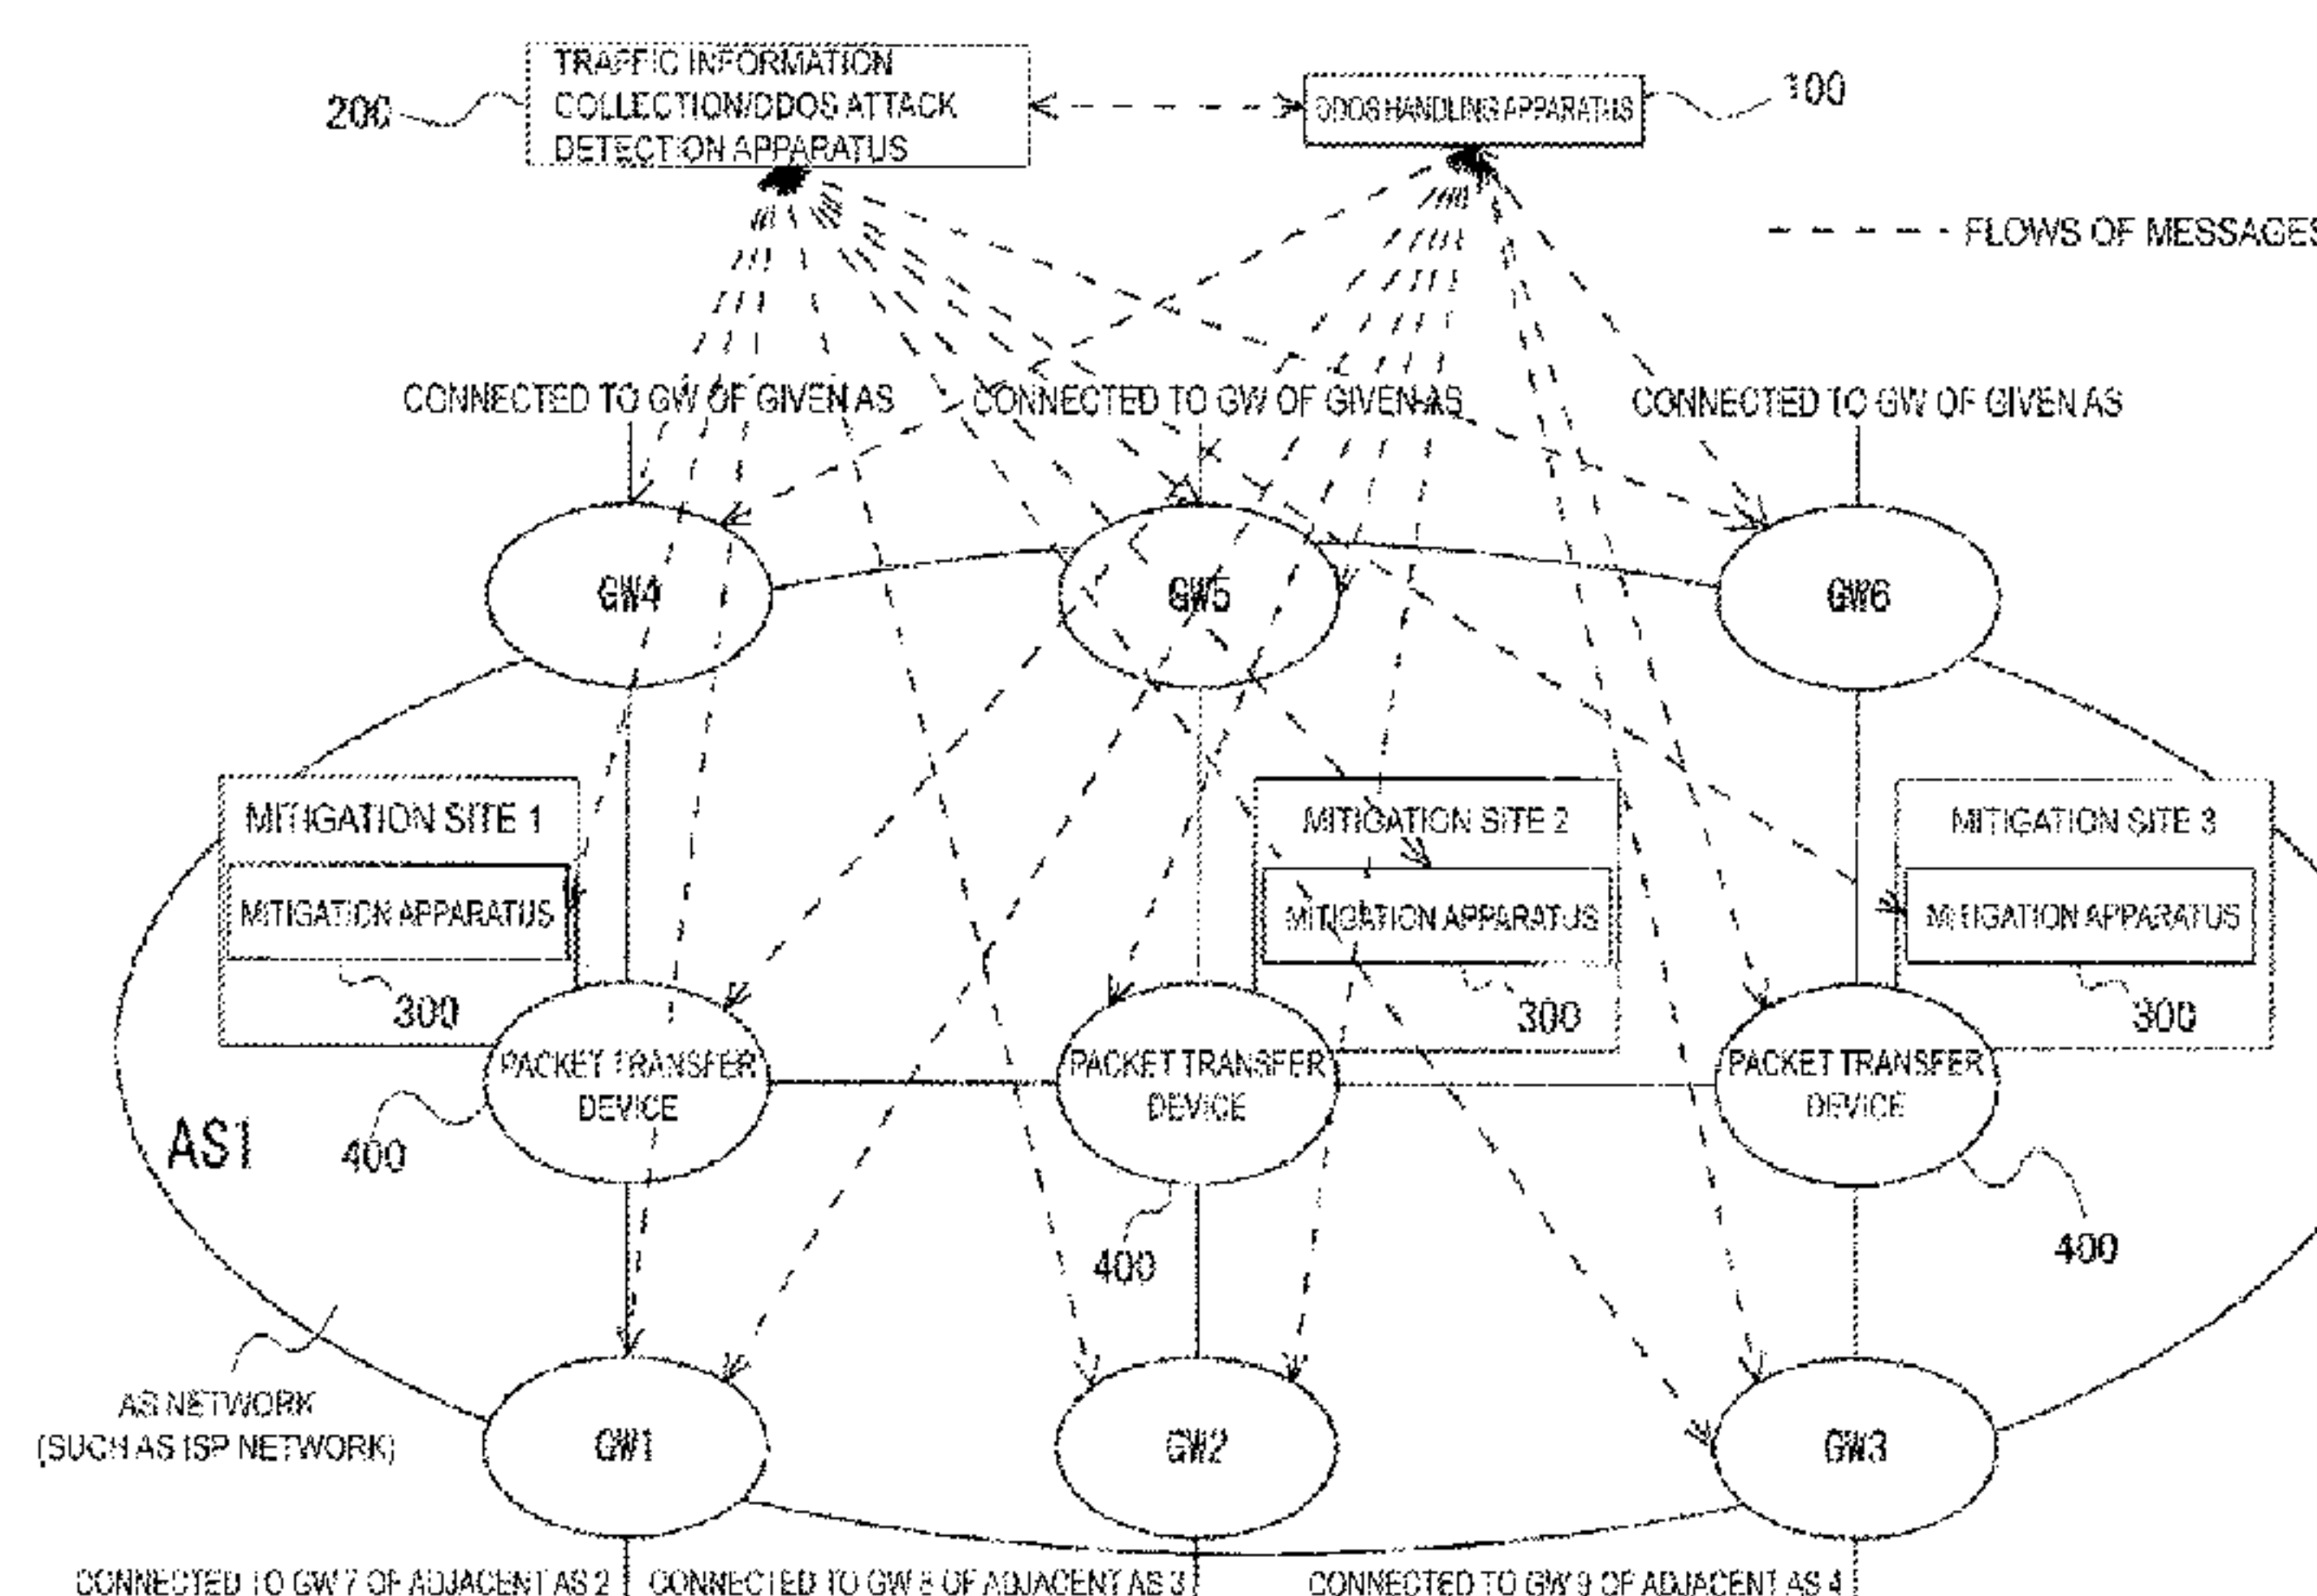 TRAFFIC INFORMATION
COLLECTION/DDOS ATTACK
DETECTION APPARATUS
200
DDOS HANDLING APPARATUS
100
FLOWS OF MESSAGES
CONNECTED TO GW OF GIVEN AS
CONNECTED TO GW OF GIVEN AS
CONNECTED TO GW OF GIVEN AS
GW4
GW5
GW6
MITIGATION SITE 1
MITIGATION APPARATUS
300
MITIGATION SITE 2
MITIGATION APPARATUS
300
MITIGATION SITE 3
MITIGATION APPARATUS
300
PACKET TRANSFER
DEVICE
400
PACKET TRANSFER
DEVICE
400
PACKET TRANSFER
DEVICE
400
AS1
AS NETWORK
(SUCH AS ISP NETWORK)
GW1
GW2
GW3
CONNECTED TO GW 7 OF ADJACENT AS 2
CONNECTED TO GW 8 OF ADJACENT AS 3
CONNECTED TO GW 9 OF ADJACENT AS 4